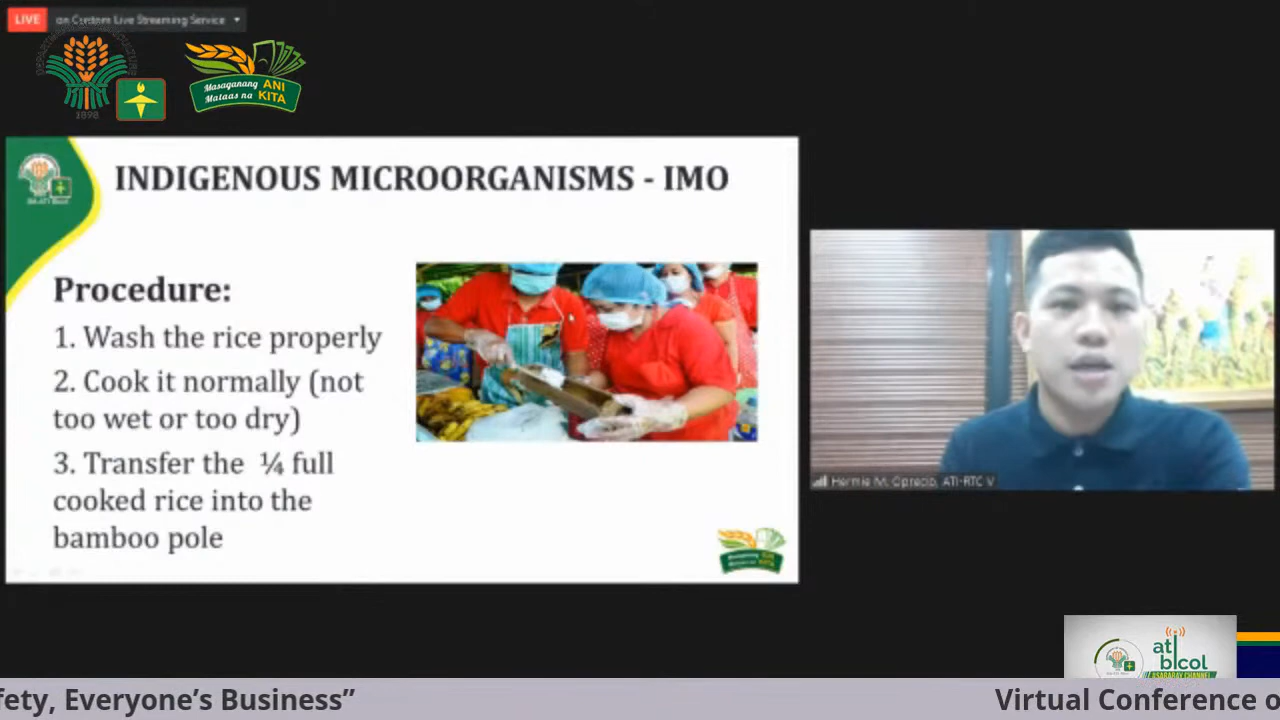 LIVE on Custom Live Streaming Service
1898
Masaganang ANI
Mataas na KITA
INDIGENOUS MICROORGANISMS - IMO
Procedure:
1. Wash the rice properly
2. Cook it normally (not
too wet or too dry)
3. Transfer the ¼ full
cooked rice into the
bamboo pole
ATI-RTC V
ati
bicol
fety, Everyone’s Business”
Virtual Conference o